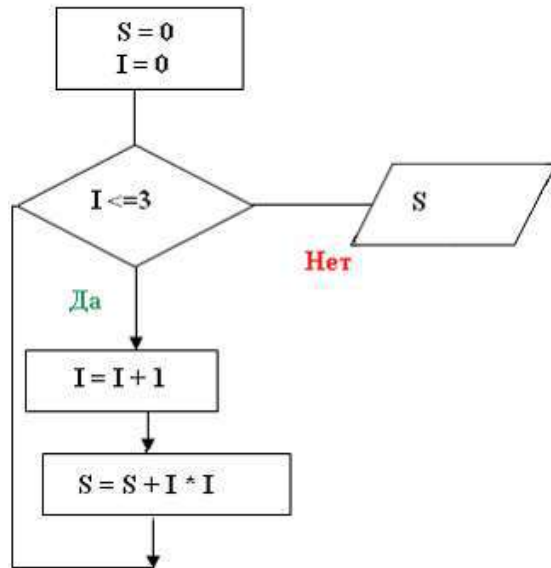 S = 0
I = 0
I <=3
S
Нет
Да
I = I + 1
S = S + I * I